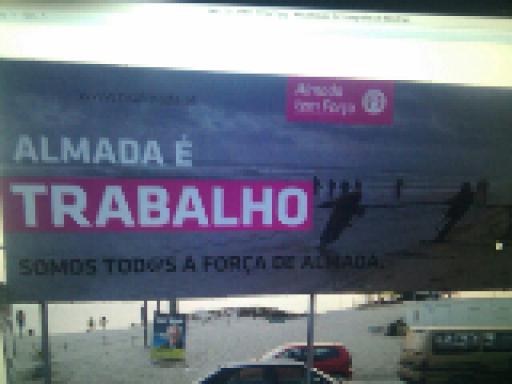 Almada
tem Força
ALMADA É
TRABALHO
SOMOS TOD@S A FORÇA DE ALMADA.